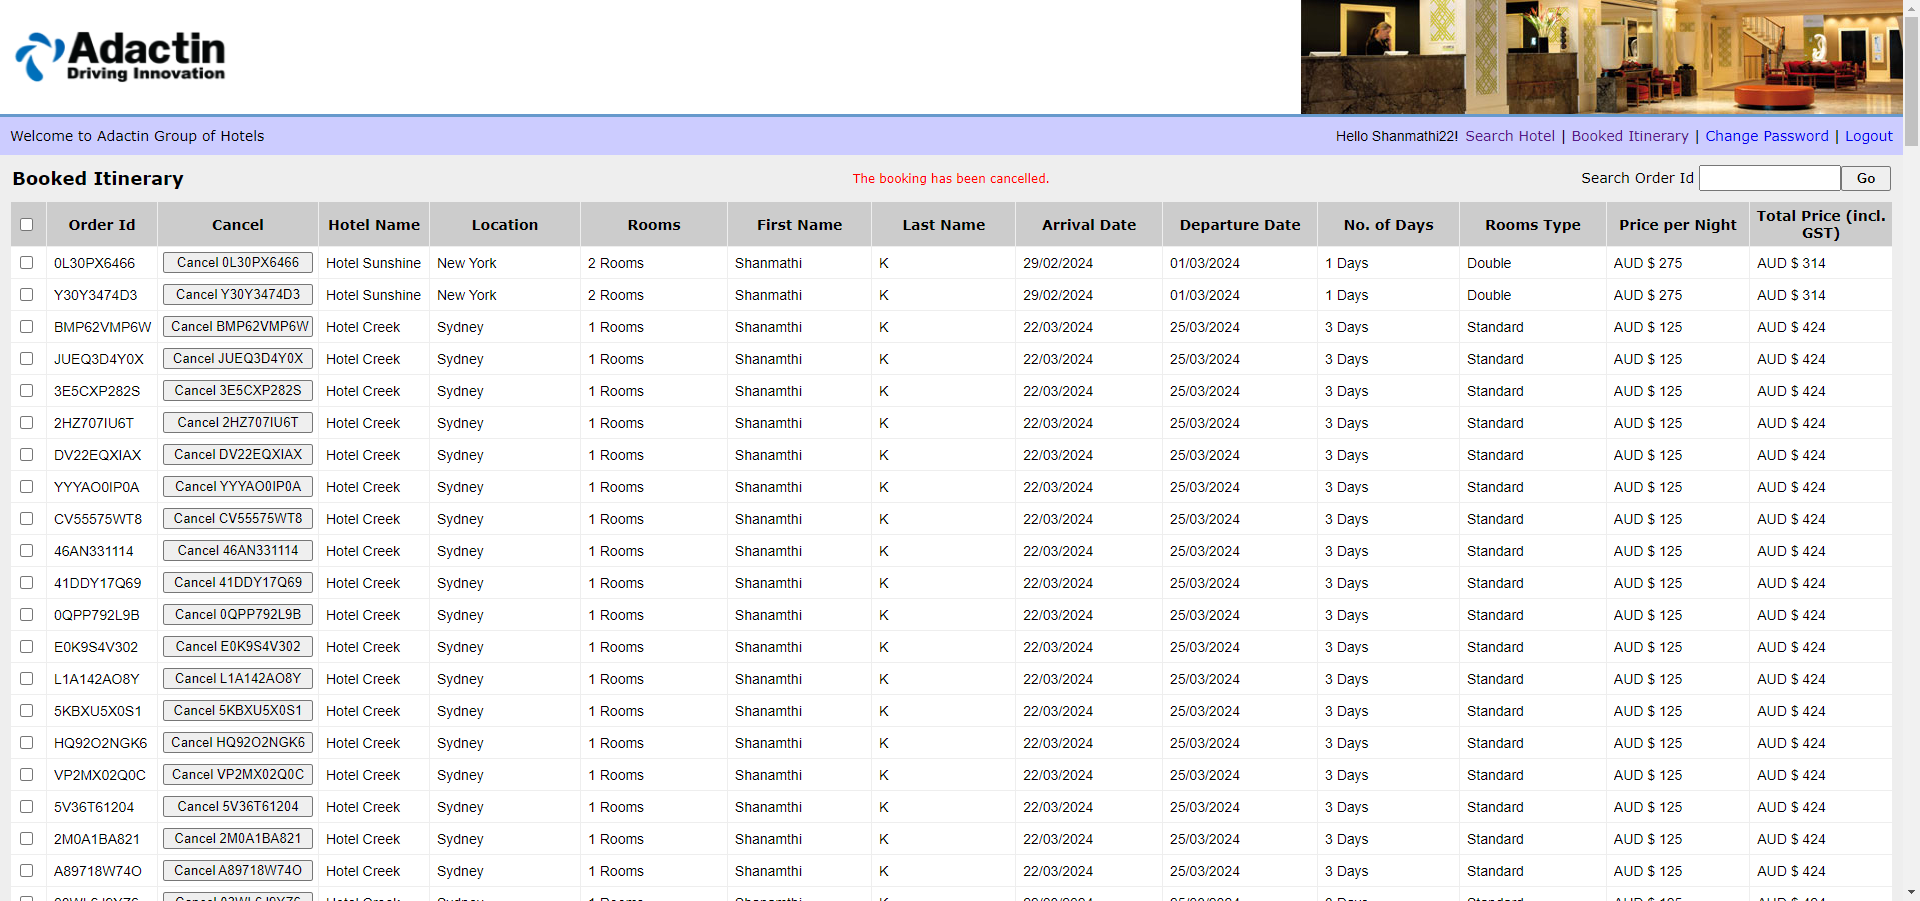 Adactin
Driving Innovation
Welcome to Adactin Group of Hotels
Hello Shanmathi22! Search Hotel | Booked Itinerary | Change Password | Logout
Booked Itinerary The booking has been cancelled. Search Order Id Go
Order Id Cancel Hotel Name Location Rooms First Name Last Name Arrival Date Departure Date No. of Days Rooms Type Price per Night Total Price (incl. GST)
0L30PX6466 Cancel 0L30PX6466 Hotel Sunshine New York 2 Rooms Shanmathi K 29/02/2024 01/03/2024 1 Days Double AUD $ 275 AUD $ 314
Y30Y3474D3 Cancel Y30Y3474D3 Hotel Sunshine New York 2 Rooms Shanmathi K 29/02/2024 01/03/2024 1 Days Double AUD $ 275 AUD $ 314
BMP62VMP6W Cancel BMP62VMP6W Hotel Creek Sydney 1 Rooms Shanamthi K 22/03/2024 25/03/2024 3 Days Standard AUD $ 125 AUD $ 424
JUEQ3D4Y0X Cancel JUEQ3D4Y0X Hotel Creek Sydney 1 Rooms Shanamthi K 22/03/2024 25/03/2024 3 Days Standard AUD $ 125 AUD $ 424
3E5CXP282S Cancel 3E5CXP282S Hotel Creek Sydney 1 Rooms Shanamthi K 22/03/2024 25/03/2024 3 Days Standard AUD $ 125 AUD $ 424
2HZ707IU6T Cancel 2HZ707IU6T Hotel Creek Sydney 1 Rooms Shanamthi K 22/03/2024 25/03/2024 3 Days Standard AUD $ 125 AUD $ 424
DV22EQXIAX Cancel DV22EQXIAX Hotel Creek Sydney 1 Rooms Shanamthi K 22/03/2024 25/03/2024 3 Days Standard AUD $ 125 AUD $ 424
YYYAO0IP0A Cancel YYYAO0IP0A Hotel Creek Sydney 1 Rooms Shanamthi K 22/03/2024 25/03/2024 3 Days Standard AUD $ 125 AUD $ 424
CV55575WT8 Cancel CV55575WT8 Hotel Creek Sydney 1 Rooms Shanamthi K 22/03/2024 25/03/2024 3 Days Standard AUD $ 125 AUD $ 424
46AN331114 Cancel 46AN331114 Hotel Creek Sydney 1 Rooms Shanamthi K 22/03/2024 25/03/2024 3 Days Standard AUD $ 125 AUD $ 424
41DDY17Q69 Cancel 41DDY17Q69 Hotel Creek Sydney 1 Rooms Shanamthi K 22/03/2024 25/03/2024 3 Days Standard AUD $ 125 AUD $ 424
0QPP792L9B Cancel 0QPP792L9B Hotel Creek Sydney 1 Rooms Shanamthi K 22/03/2024 25/03/2024 3 Days Standard AUD $ 125 AUD $ 424
E0K9S4V302 Cancel E0K9S4V302 Hotel Creek Sydney 1 Rooms Shanamthi K 22/03/2024 25/03/2024 3 Days Standard AUD $ 125 AUD $ 424
L1A142AO8Y Cancel L1A142AO8Y Hotel Creek Sydney 1 Rooms Shanamthi K 22/03/2024 25/03/2024 3 Days Standard AUD $ 125 AUD $ 424
5KBXU5X0S1 Cancel 5KBXU5X0S1 Hotel Creek Sydney 1 Rooms Shanamthi K 22/03/2024 25/03/2024 3 Days Standard AUD $ 125 AUD $ 424
HQ92O2NGK6 Cancel HQ92O2NGK6 Hotel Creek Sydney 1 Rooms Shanamthi K 22/03/2024 25/03/2024 3 Days Standard AUD $ 125 AUD $ 424
VP2MX02Q0C Cancel VP2MX02Q0C Hotel Creek Sydney 1 Rooms Shanamthi K 22/03/2024 25/03/2024 3 Days Standard AUD $ 125 AUD $ 424
5V36T61204 Cancel 5V36T61204 Hotel Creek Sydney 1 Rooms Shanamthi K 22/03/2024 25/03/2024 3 Days Standard AUD $ 125 AUD $ 424
2M0A1BA821 Cancel 2M0A1BA821 Hotel Creek Sydney 1 Rooms Shanamthi K 22/03/2024 25/03/2024 3 Days Standard AUD $ 125 AUD $ 424
A89718W74O Cancel A89718W74O Hotel Creek Sydney 1 Rooms Shanamthi K 22/03/2024 25/03/2024 3 Days Standard AUD $ 125 AUD $ 424